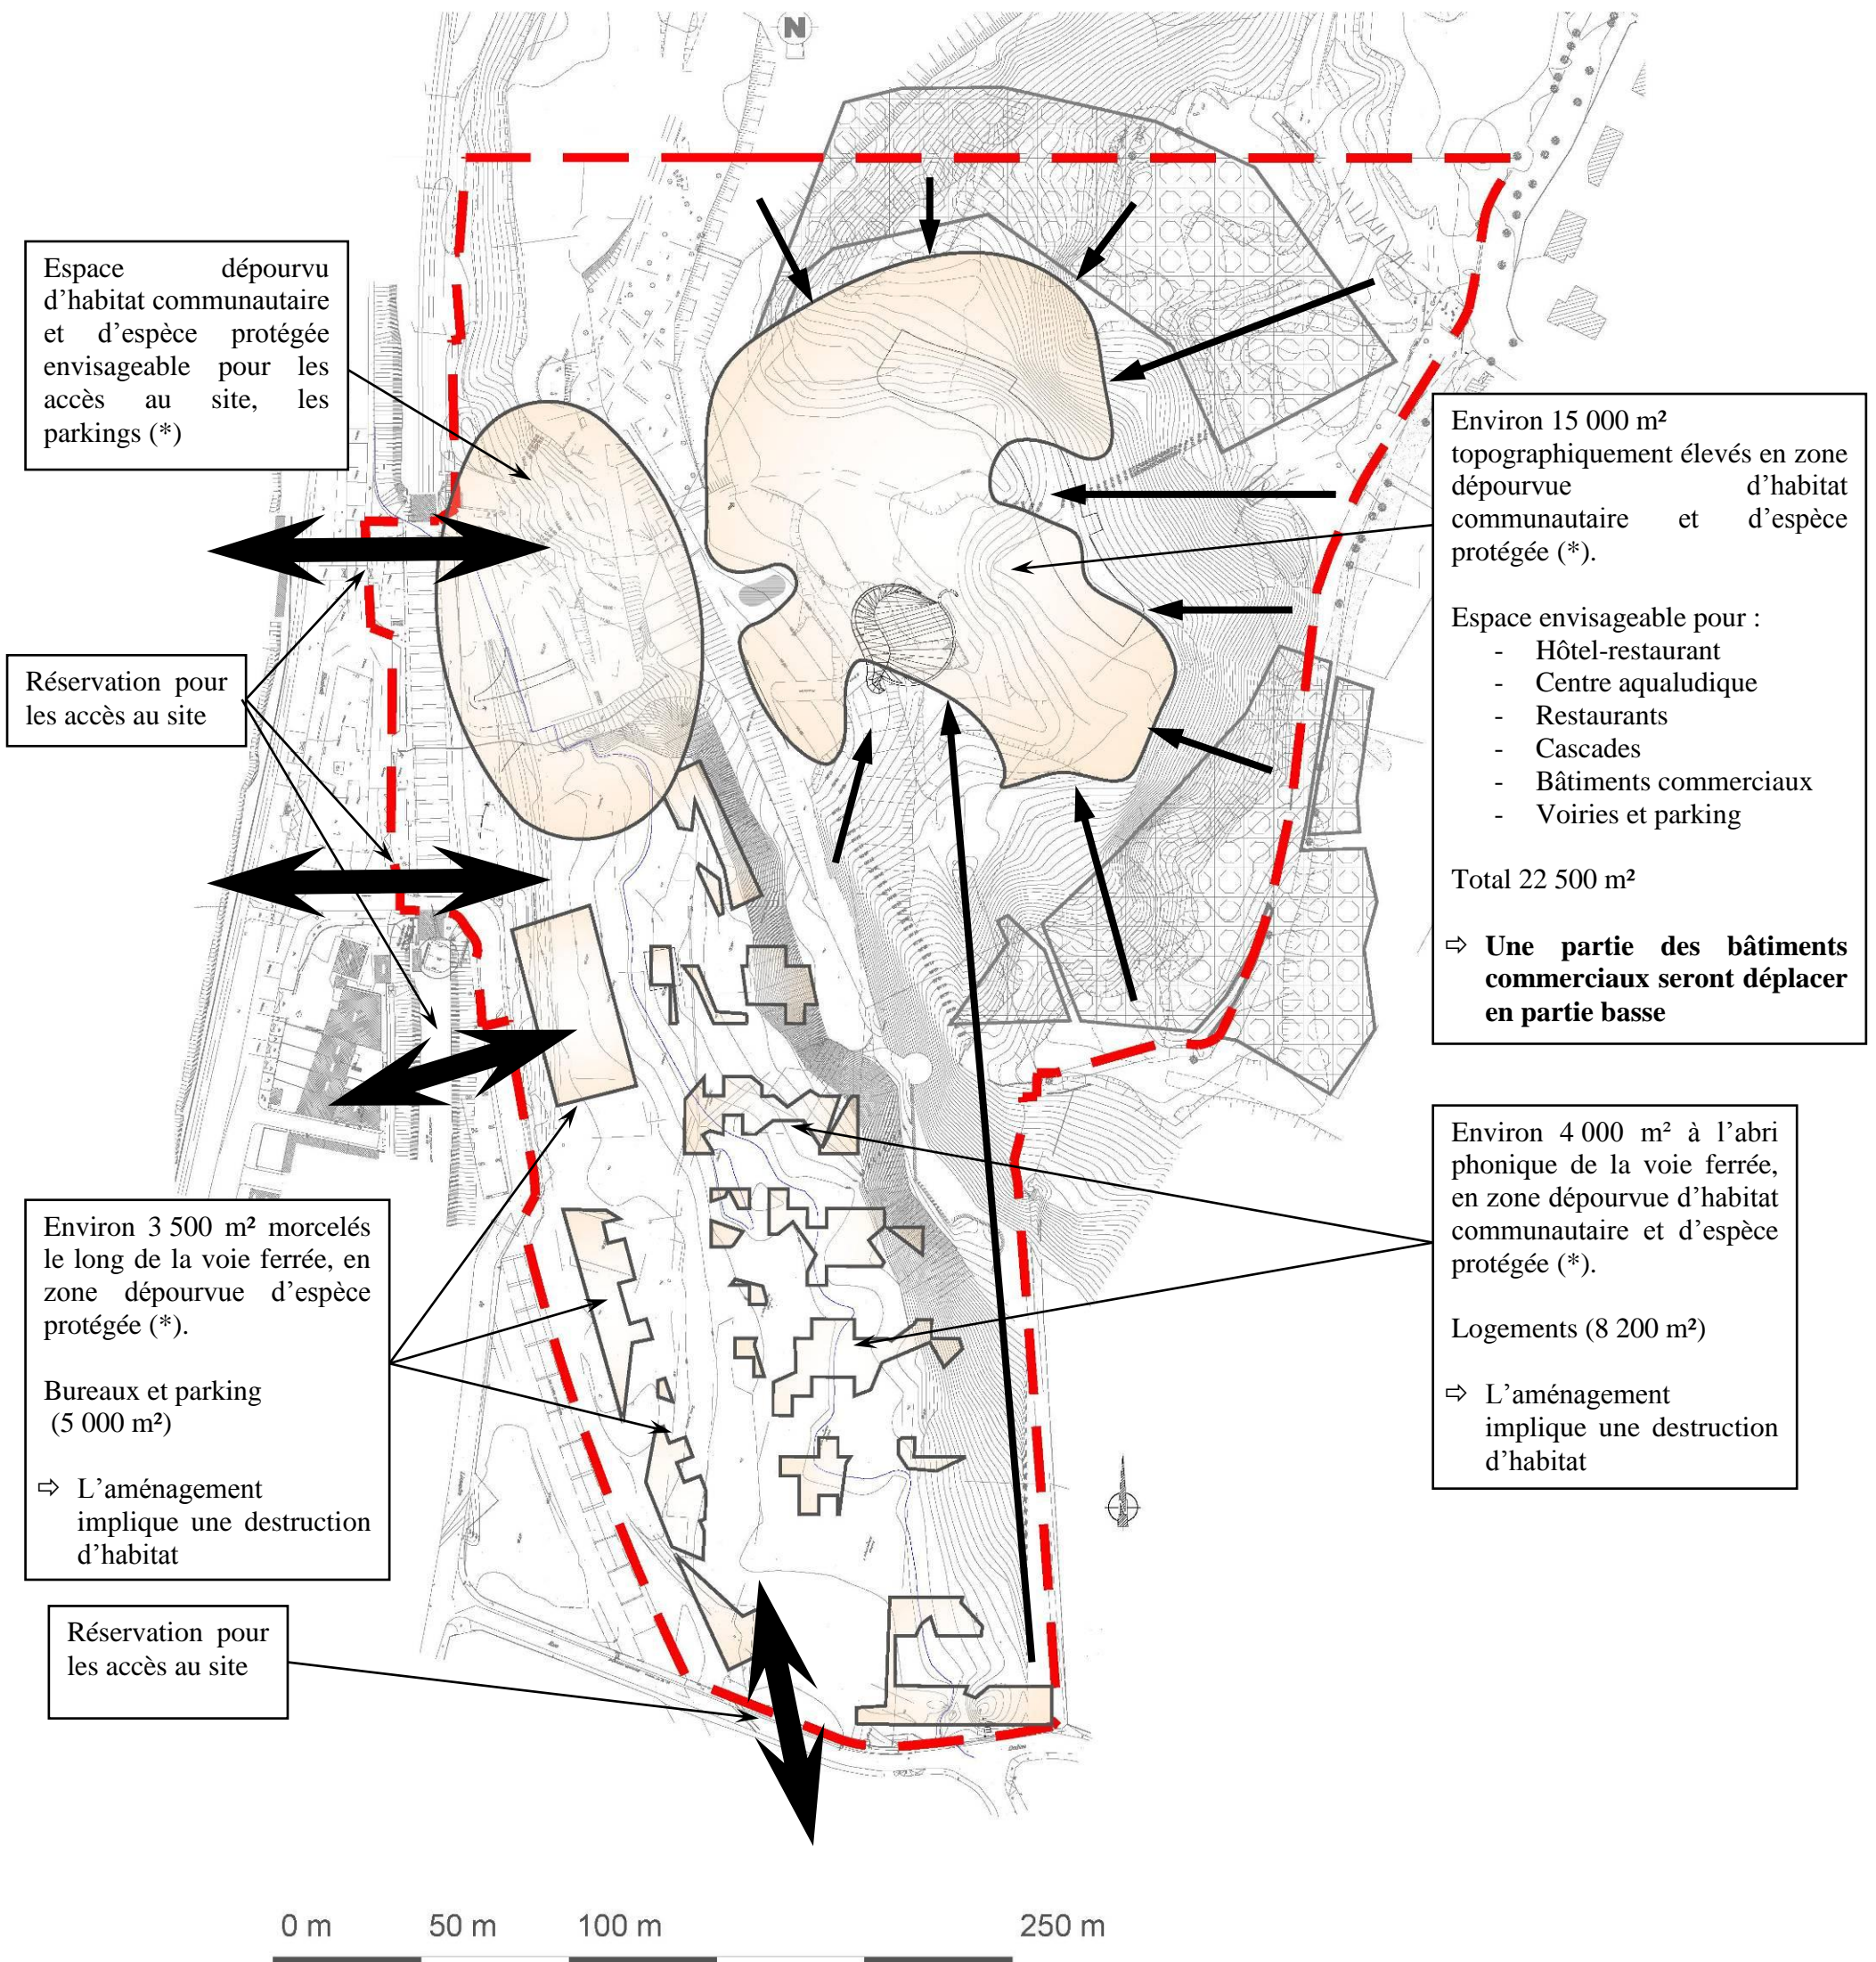 N
Espace dépourvu
d’habitat communautaire
et d’espèce protégée
envisageable pour les
accès au site, les
parkings (*)
Réservation pour
les accès au site
Environ 15 000 m²
topographiquement élevés en zone
dépourvue d’habitat
communautaire et d’espèce
protégée (*).
Espace envisageable pour :
- Hôtel-restaurant
- Centre aqualudique
- Restaurants
- Cascades
- Bâtiments commerciaux
- Voiries et parking
Total 22 500 m²
⇨ Une partie des bâtiments
commerciaux seront déplacer
en partie basse
Environ 4 000 m² à l’abri
phonique de la voie ferrée,
en zone dépourvue d’habitat
communautaire et d’espèce
protégée (*).
Logements (8 200 m²)
⇨ L’aménagement
implique une destruction
d’habitat
Environ 3 500 m² morcelés
le long de la voie ferrée, en
zone dépourvue d’espèce
protégée (*).
Bureaux et parking
(5 000 m²)
⇨ L’aménagement
implique une destruction
d’habitat
Réservation pour
les accès au site
0 m 50 m 100 m 250 m